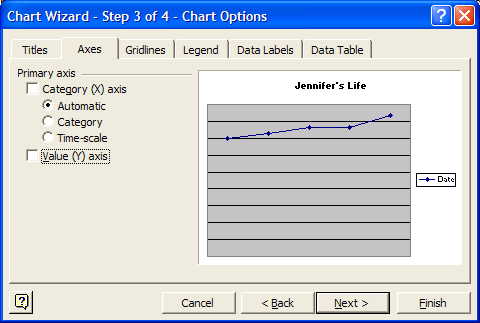 Chart Wizard - Step 3 of 4 - Chart Options
Titles Axes Gridlines Legend Data Labels Data Table
Primary axis
Category (X) axis
Automatic
Category
Time-scale
Value (Y) axis
Jennifer's Life
Date
Cancel < Back Next > Finish